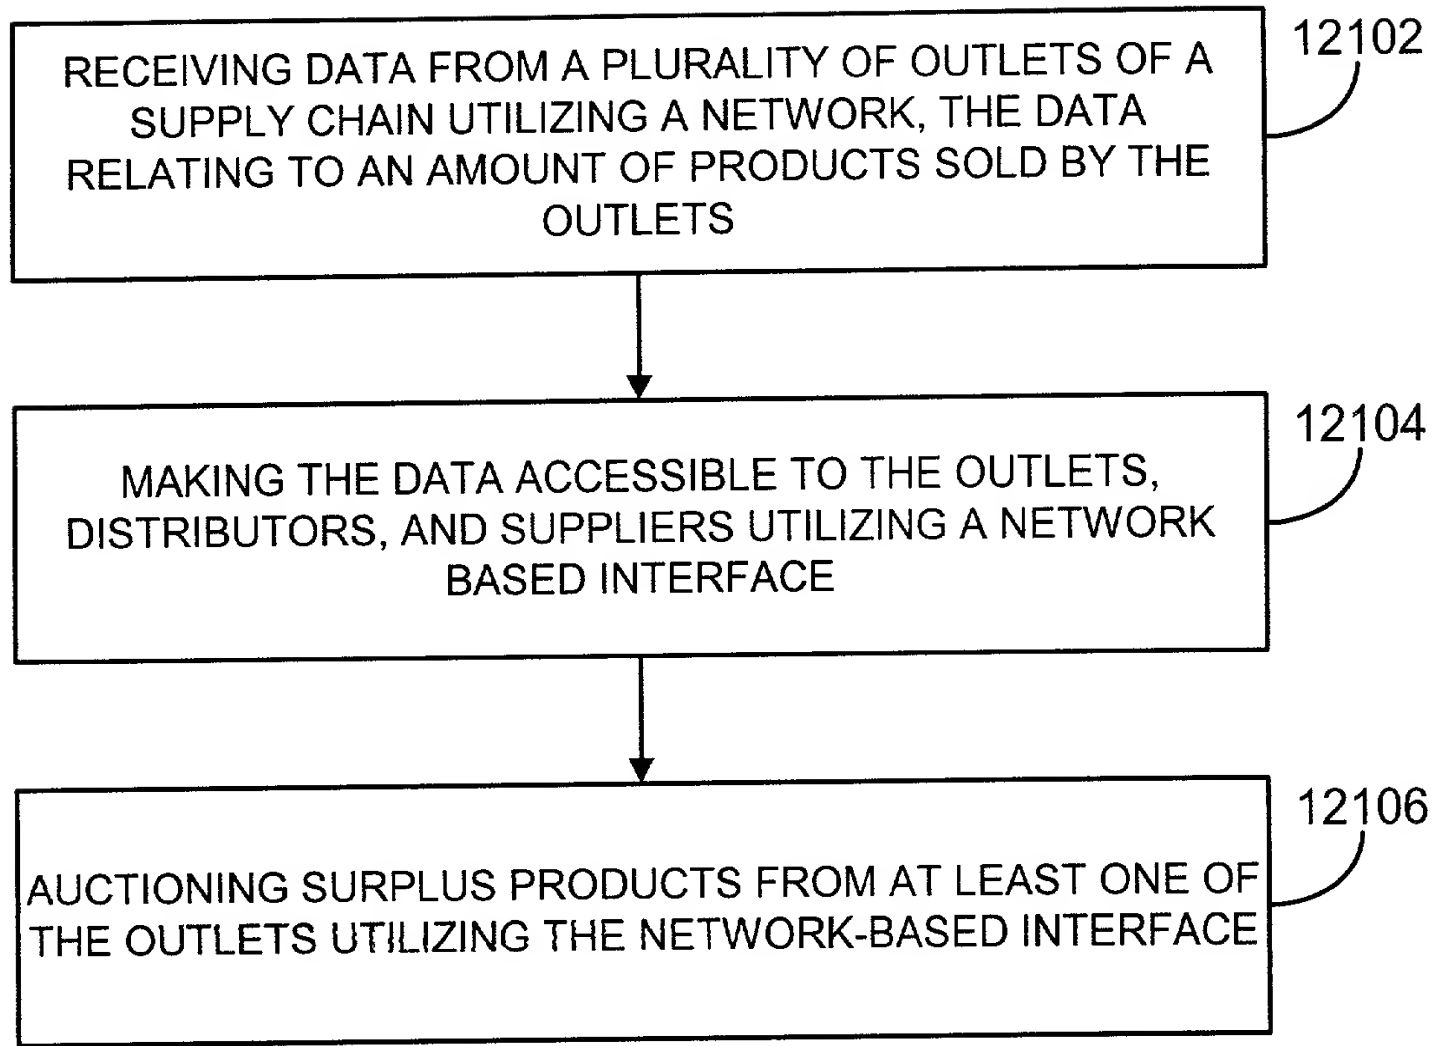 12102
RECEIVING DATA FROM A PLURALITY OF OUTLETS OF A
SUPPLY CHAIN UTILIZING A NETWORK, THE DATA
RELATING TO AN AMOUNT OF PRODUCTS SOLD BY THE
OUTLETS
12104
MAKING THE DATA ACCESSIBLE TO THE OUTLETS,
DISTRIBUTORS, AND SUPPLIERS UTILIZING A NETWORK
BASED INTERFACE
12106
AUCTIONING SURPLUS PRODUCTS FROM AT LEAST ONE OF
THE OUTLETS UTILIZING THE NETWORK-BASED INTERFACE